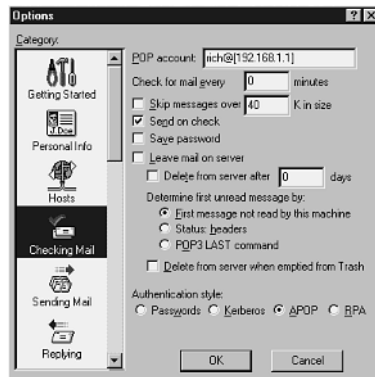 Options
Category:
Getting Started
J.Doe
Personal Info
Hosts
Checking Mail
Sending Mail
Replying
POP account: rich@[192.168.1.1]
Check for mail every 0 minutes
Skip messages over 40 K in size
Send on check
Save password
Leave mail on server
Delete from server after 0 days
Determine first unread message by:
First message not read by this machine
Status: headers
POP3 LAST command
Delete from server when emptied from Trash
Authentication style:
Passwords Kerberos APOP RPA
OK Cancel